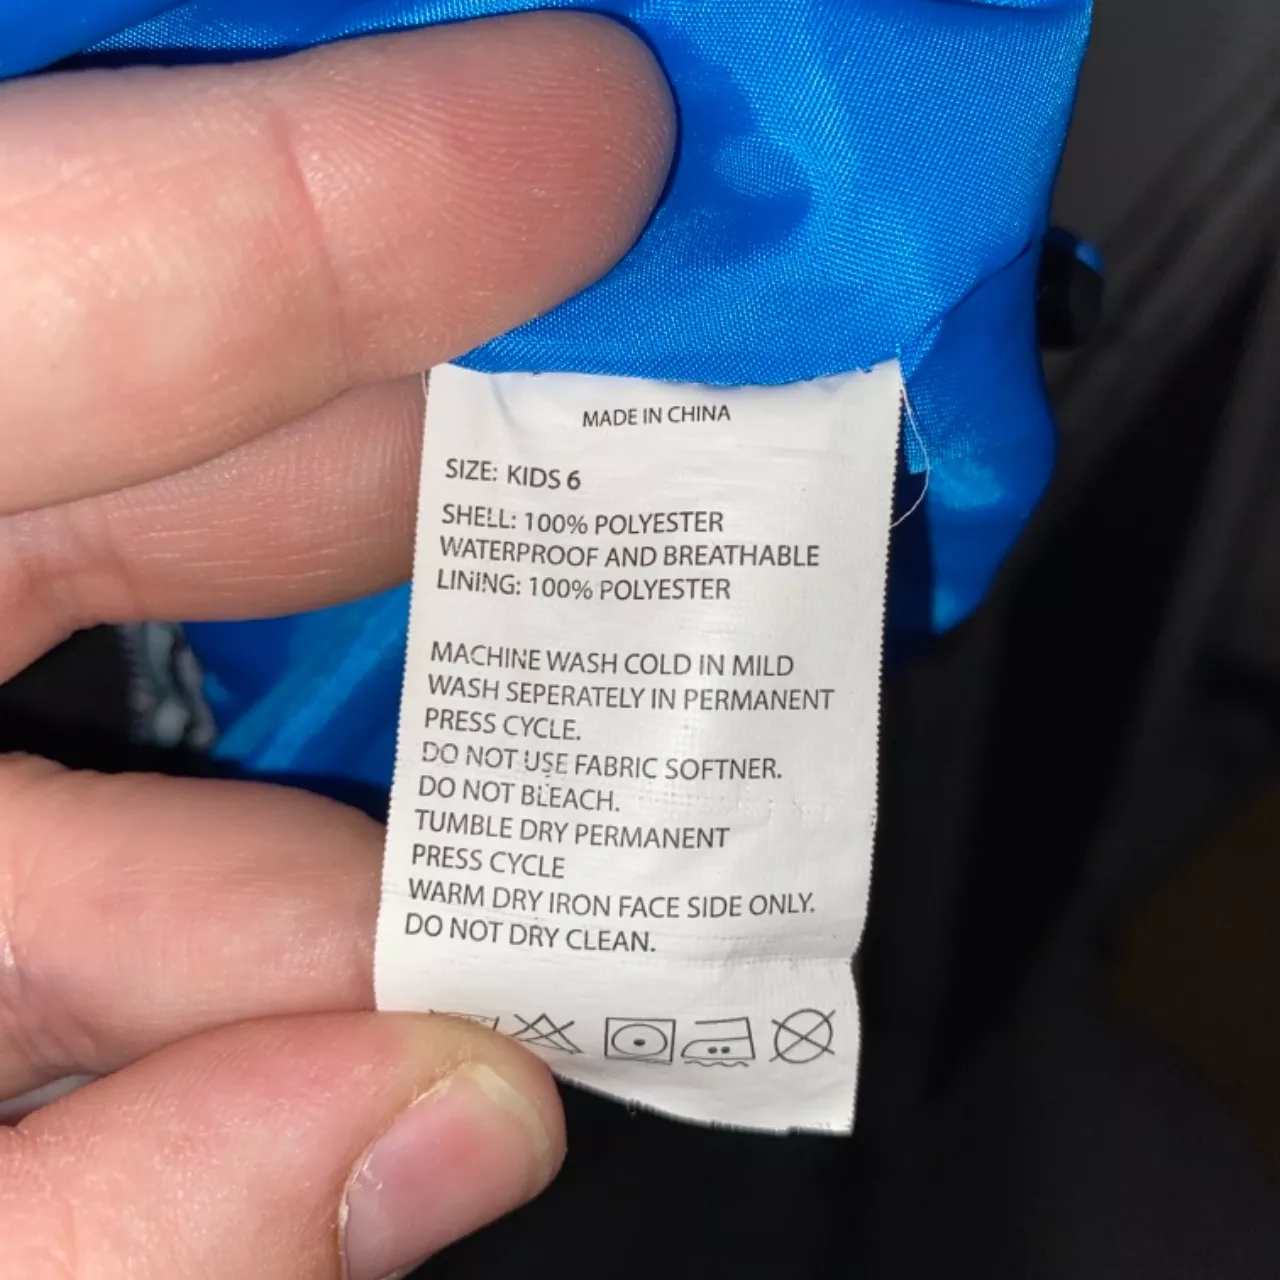 MADE IN CHINA
SIZE: KIDS 6
SHELL: 100% POLYESTER
WATERPROOF AND BREATHABLE
LINING: 100% POLYESTER
MACHINE WASH COLD IN MILD
WASH SEPERATELY IN PERMANENT
PRESS CYCLE.
DO NOT USE FABRIC SOFTNER.
DO NOT BLEACH.
TUMBLE DRY PERMANENT
PRESS CYCLE
WARM DRY IRON FACE SIDE ONLY.
DO NOT DRY CLEAN.